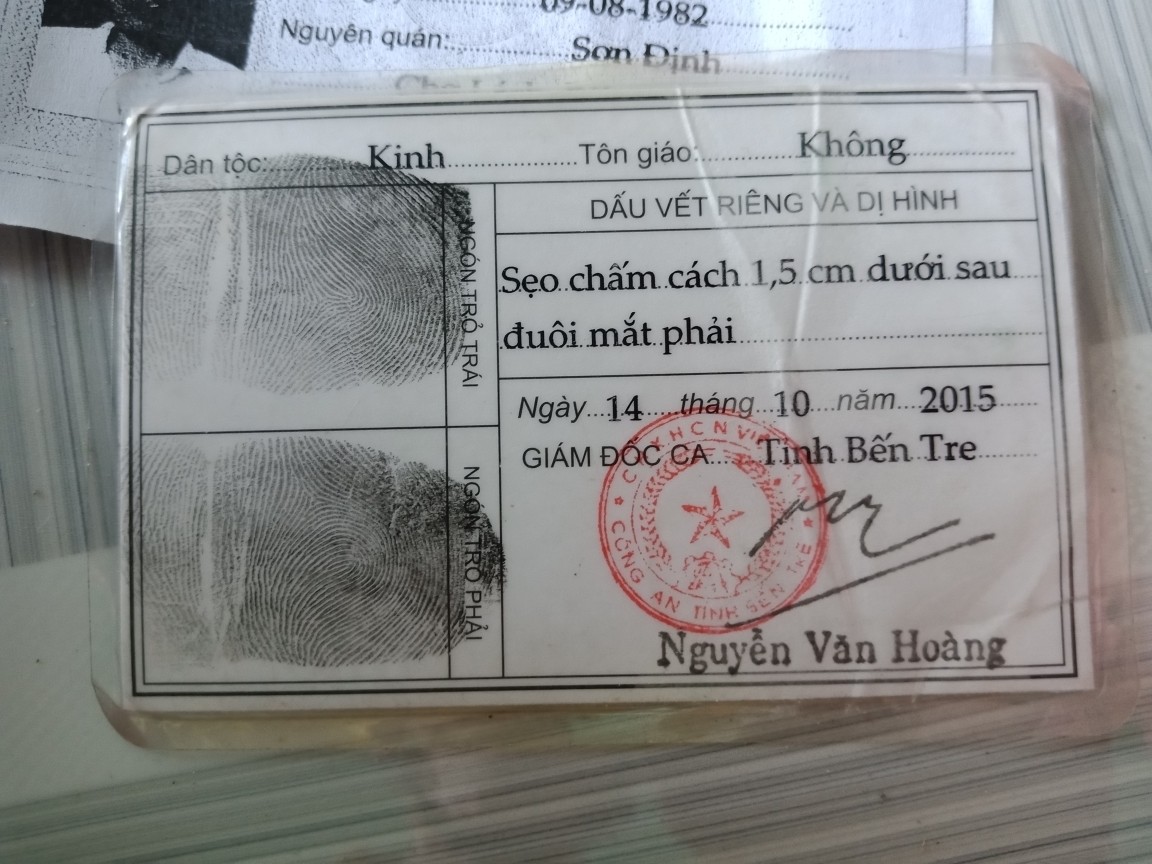 09-08-1982
Nguyên quán: Sơn Định
Dân tộc: Kinh Tôn giáo: Không
NGÓN TRỎ TRÁI
DẤU VẾT RIÊNG VÀ DỊ HÌNH
Sẹo chấm cách 1,5 cm dưới sau
đuôi mắt phải
Ngày 14 tháng 10 năm 2015
GIÁM ĐỐC CA Tỉnh Bến Tre
NGÓN TRỎ PHẢI
CÔNG AN TỈNH BẾN TRE
Nguyễn Văn Hoàng